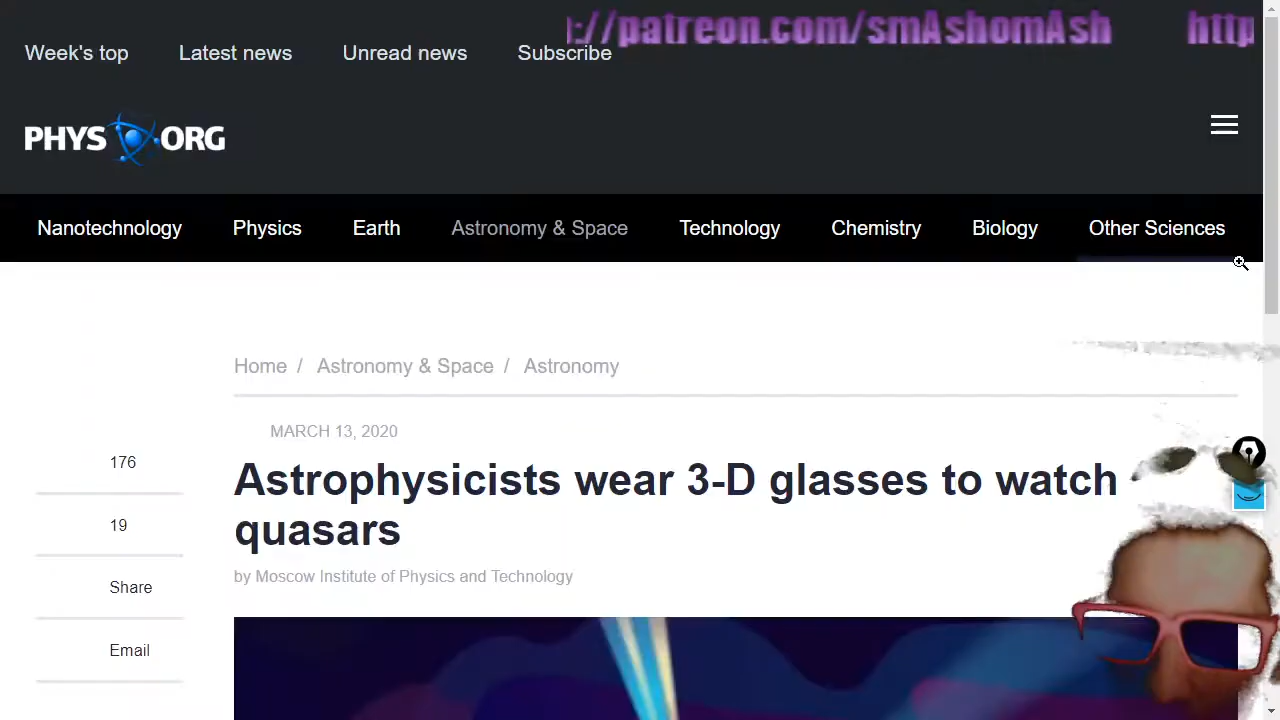 ://patreon.com/smAshomAsh http
Week's top Latest news Unread news Subscribe
PHYS ORG
Nanotechnology Physics Earth Astronomy & Space Technology Chemistry Biology Other Sciences
Home / Astronomy & Space / Astronomy
MARCH 13, 2020
176
Astrophysicists wear 3-D glasses to watch
quasars
19
by Moscow Institute of Physics and Technology
Share
Email